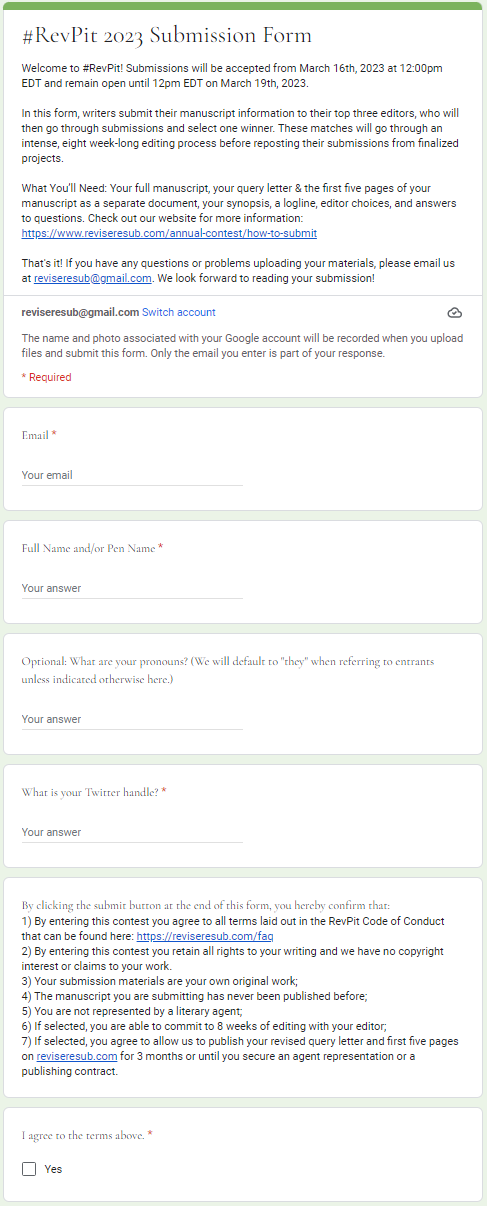 #RevPit 2023 Submission Form
Welcome to #RevPit! Submissions will be accepted from March 16th, 2023 at 12:00pm
EDT and remain open until 12pm EDT on March 19th, 2023.
In this form, writers submit their manuscript information to their top three editors, who will
then go through submissions and select one winner. These matches will go through an
intense, eight week-long editing process before reposting their submissions from finalized
projects.
What You'll Need: Your full manuscript, your query letter & the first five pages of your
manuscript as a separate document, your synopsis, a logline, editor choices, and answers
to questions. Check out our website for more information:
https://www.reviseresub.com/annual-contest/how-to-submit
That's it! If you have any questions or problems uploading your materials, please email us
at reviseresub@gmail.com. We look forward to reading your submission!
reviseresub@gmail.com Switch account
The name and photo associated with your Google account will be recorded when you upload
files and submit this form. Only the email you enter is part of your response.
* Required
Email *
Your email
Full Name and/or Pen Name *
Your answer
Optional: What are your pronouns? (We will default to "they" when referring to entrants
unless indicated otherwise here.)
Your answer
What is your Twitter handle? *
Your answer
By clicking the submit button at the end of this form, you hereby confirm that:
1) By entering this contest you agree to all terms laid out in the RevPit Code of Conduct
that can be found here: https://reviseresub.com/faq
2) By entering this contest you retain all rights to your writing and we have no copyright
interest or claims to your work.
3) Your submission materials are your own original work;
4) The manuscript you are submitting has never been published before;
5) You are not represented by a literary agent;
6) If selected, you are able to commit to 8 weeks of editing with your editor;
7) If selected, you agree to allow us to publish your revised query letter and first five pages
on reviseresub.com for 3 months or until you secure an agent representation or a
publishing contract.
I agree to the terms above. *
Yes